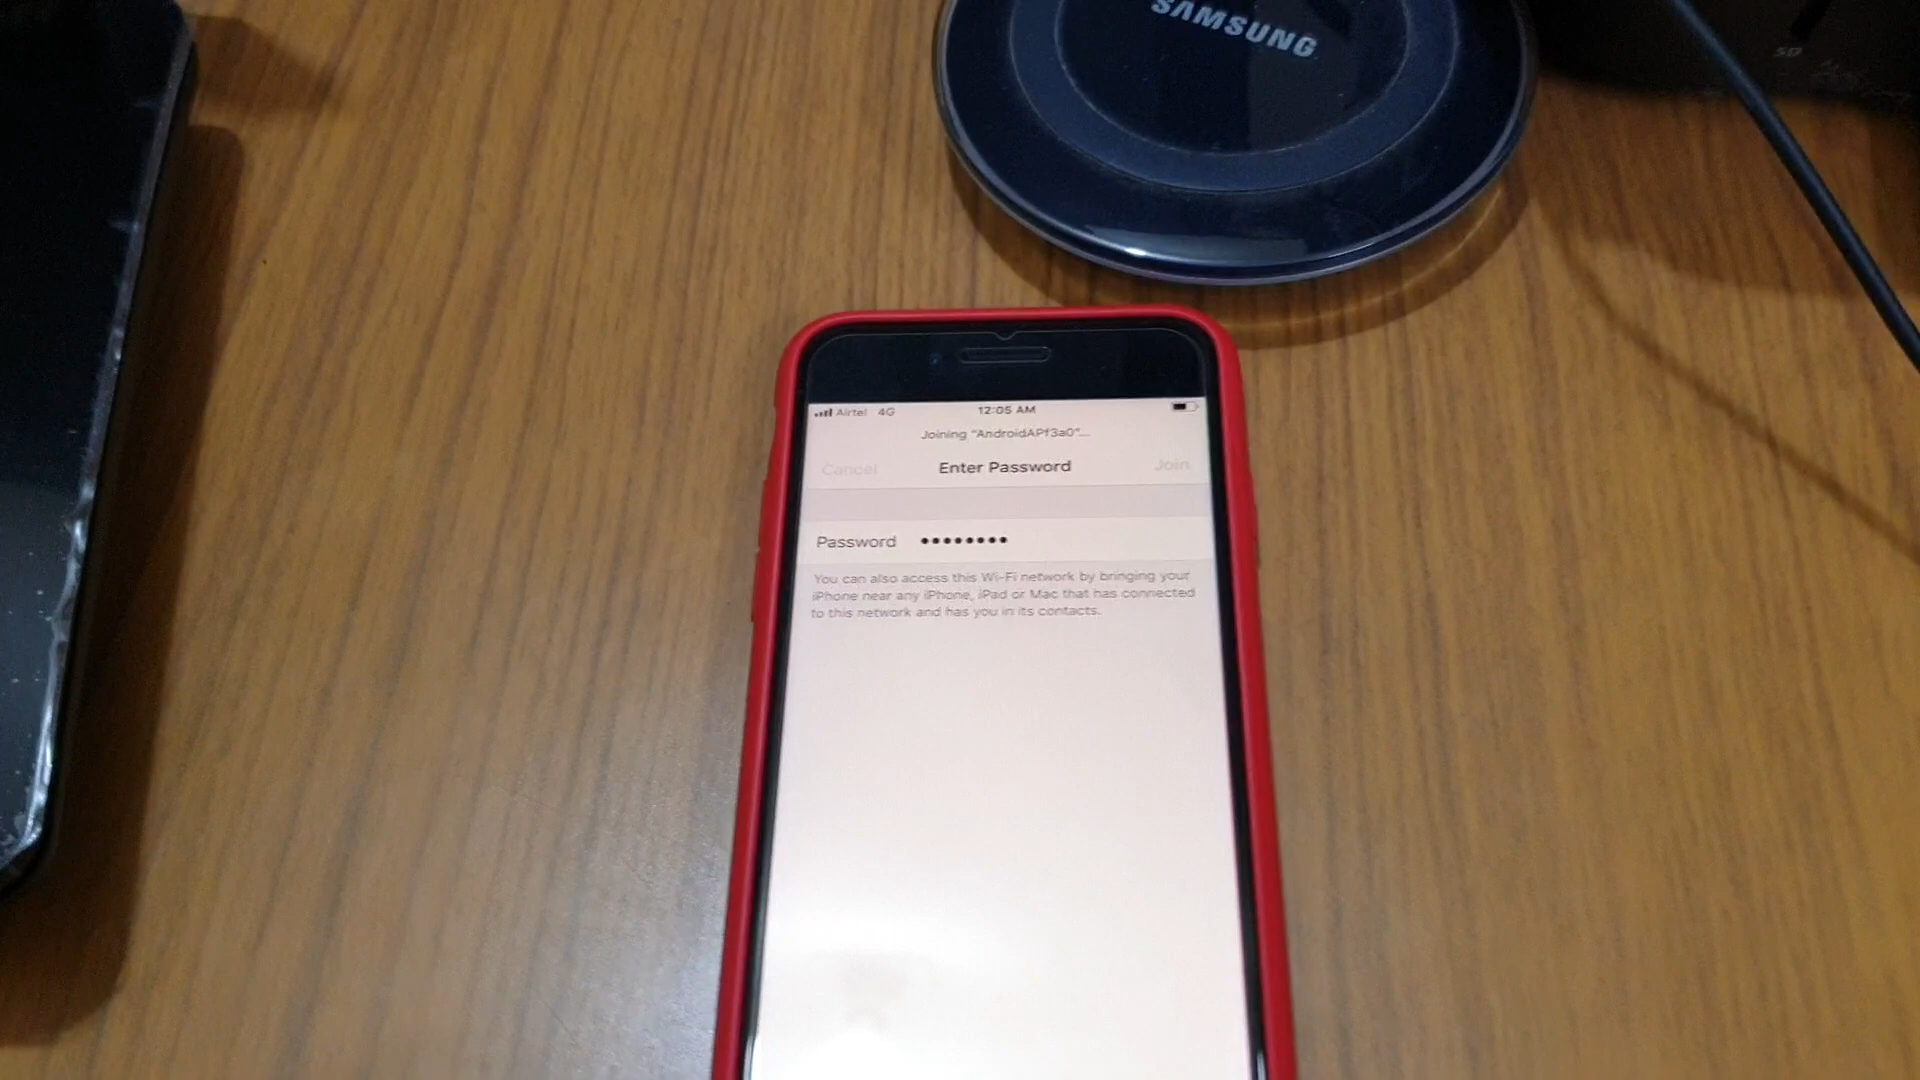 SAMSUNG
SD
Airtel 4G 12:05 AM
Joining "AndroidAPf3a0"...
Cancel Enter Password Join
Password ••••••••
You can also access this Wi-Fi network by bringing your
iPhone near any iPhone, iPad or Mac that has connected
to this network and has you in its contacts.